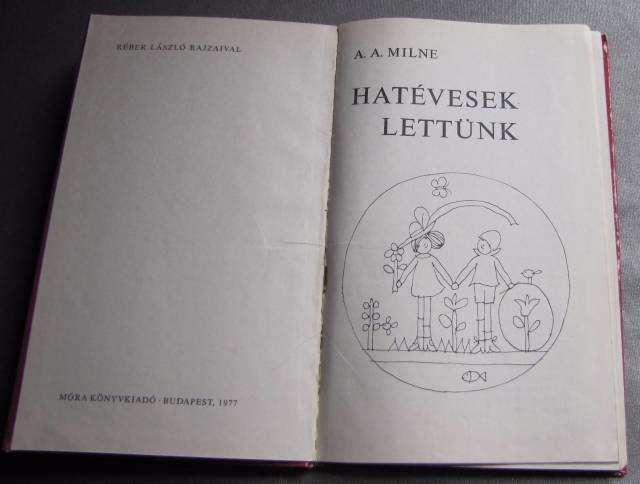 RÉBER LÁSZLÓ RAJZAIVAL
MÓRA KÖNYVKIADÓ · BUDAPEST, 1977
A. A. MILNE
HATÉVESEK
LETTÜNK